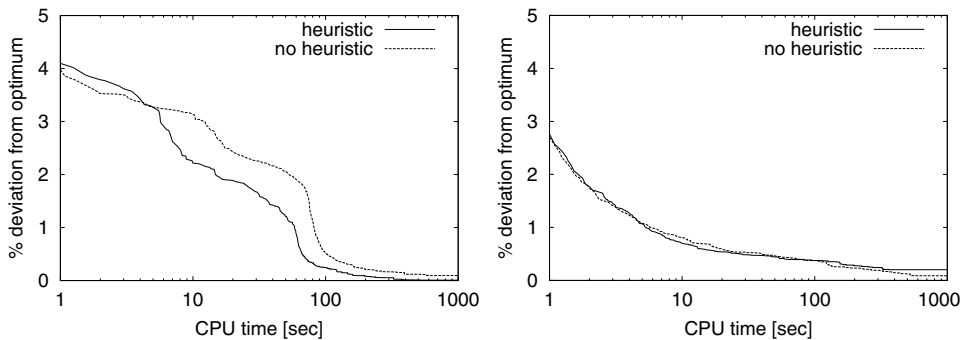 % deviation from optimum
5
4
3
2
1
0
1
10
100
1000
CPU time [sec]
heuristic
no heuristic
% deviation from optimum
5
4
3
2
1
0
1
10
100
1000
CPU time [sec]
heuristic
no heuristic